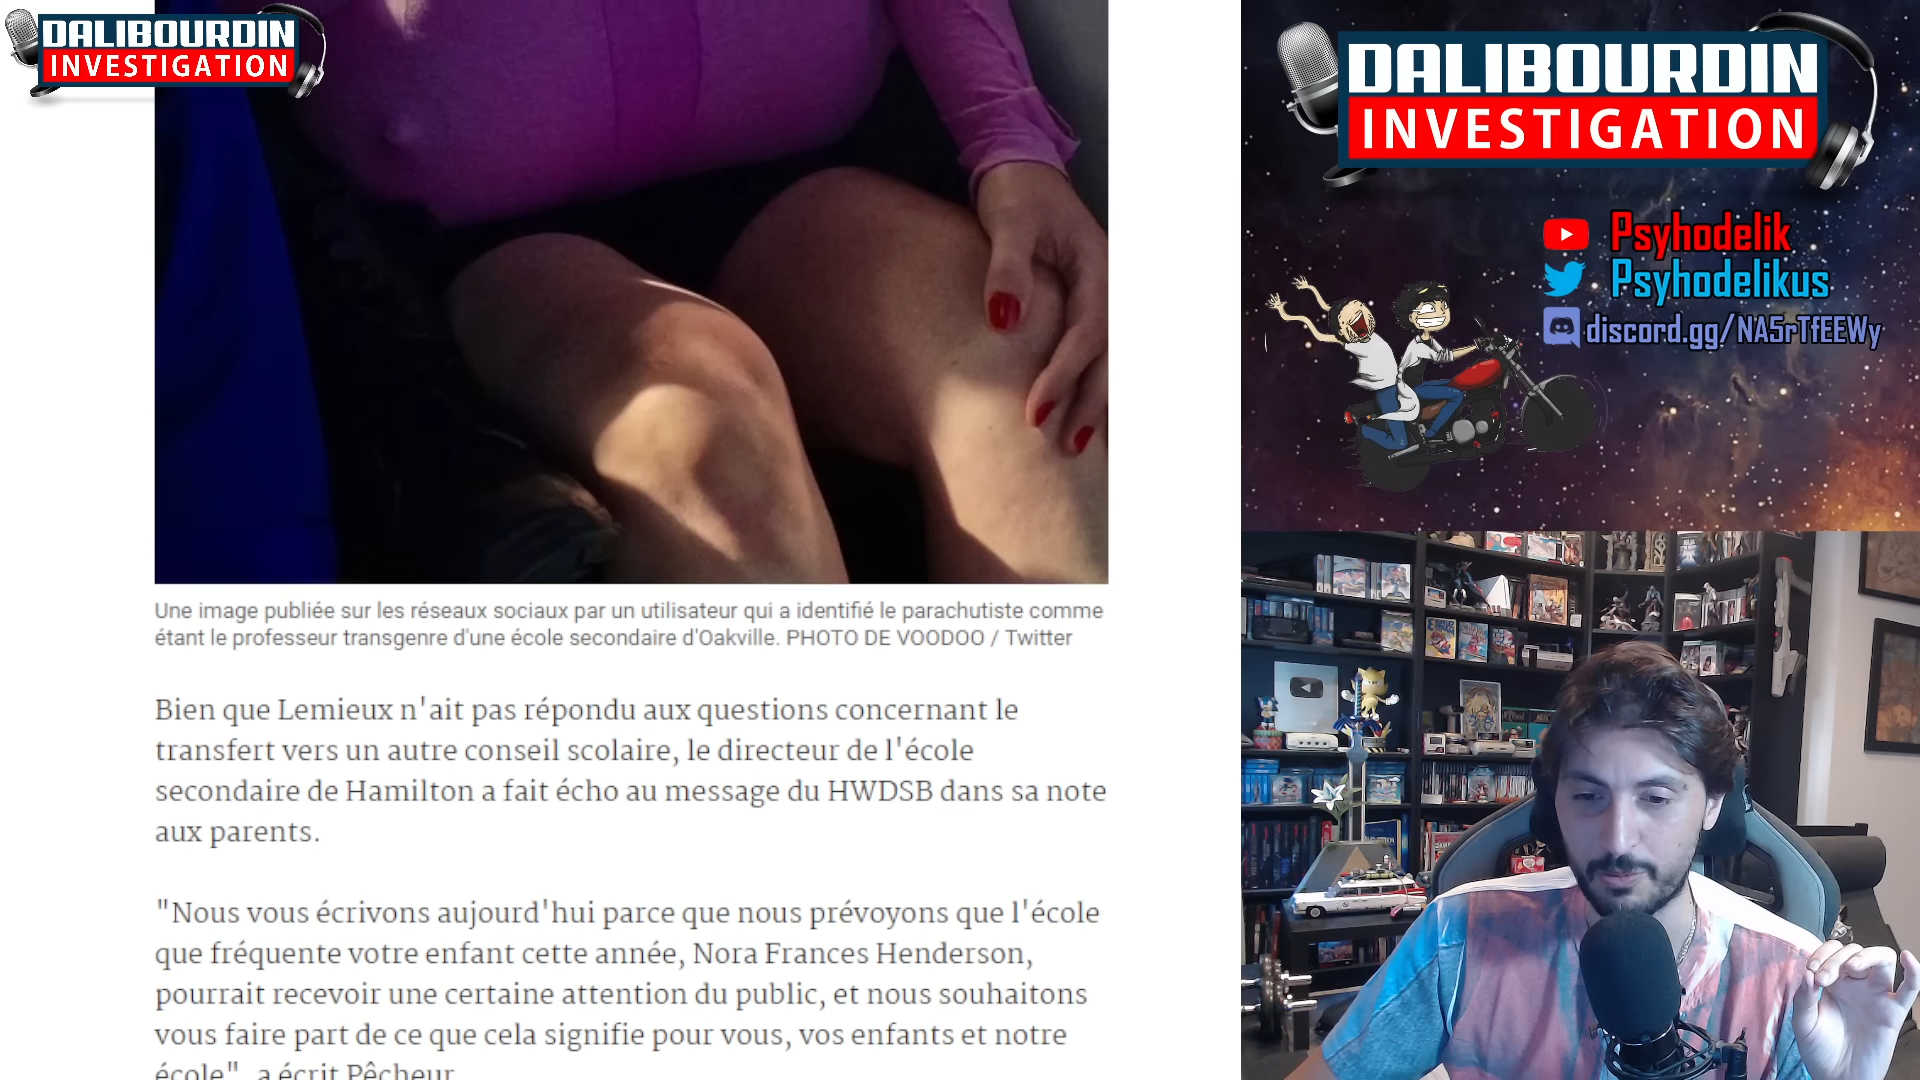 DALIBOURDIN
INVESTIGATION
Une image publiée sur les réseaux sociaux par un utilisateur qui a identifié le parachutiste comme
étant le professeur transgenre d'une école secondaire d'Oakville. PHOTO DE VOODOO / Twitter
Bien que Lemieux n'ait pas répondu aux questions concernant le
transfert vers un autre conseil scolaire, le directeur de l'école
secondaire de Hamilton a fait écho au message du HWDSB dans sa note
aux parents.
"Nous vous écrivons aujourd'hui parce que nous prévoyons que l'école
que fréquente votre enfant cette année, Nora Frances Henderson,
pourrait recevoir une certaine attention du public, et nous souhaitons
vous faire part de ce que cela signifie pour vous, vos enfants et notre
école", a écrit Pêcheur.
DALIBOURDIN
INVESTIGATION
Psyhodelik
Psyhodelikus
discord.gg/NA5rTfEEWy